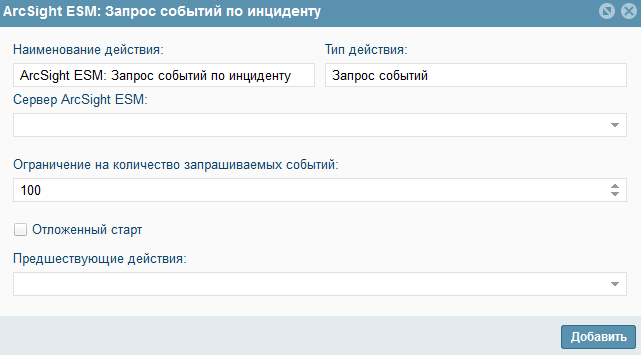 ArcSight ESM: Запрос событий по инциденту
Наименование действия: Тип действия:
ArcSight ESM: Запрос событий по инциденту Запрос событий
Сервер ArcSight ESM:
Ограничение на количество запрашиваемых событий:
100
Отложенный старт
Предшествующие действия:
Добавить